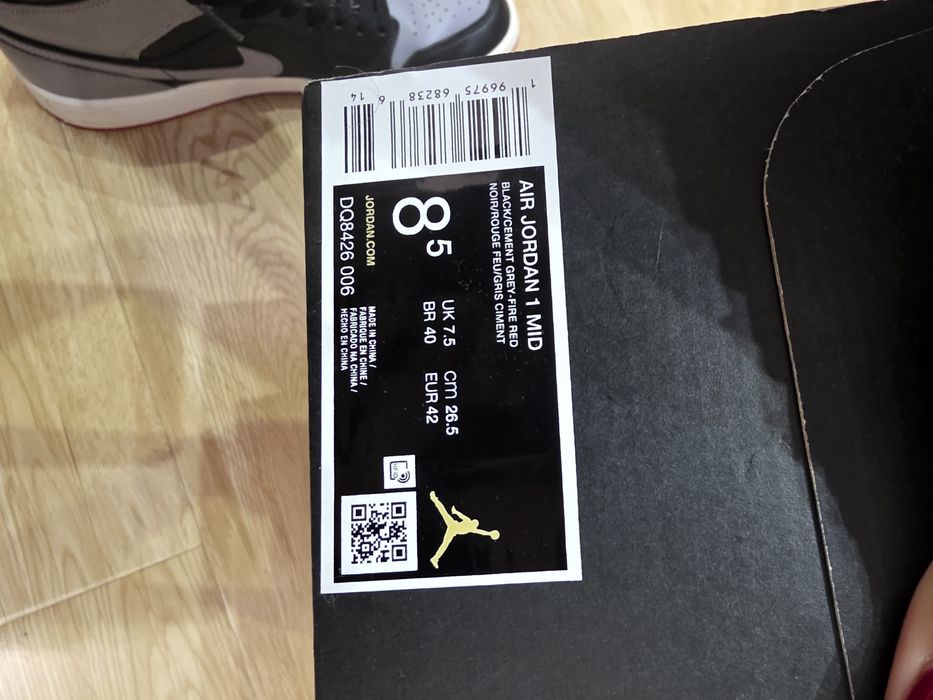 1 96975 68238 6 14
AIR JORDAN 1 MID
BLACK/CEMENT GREY-FIRE RED
NOIR/ROUGE FEU/GRIS CIMENT
8 5
UK 7.5 cm 26.5
BR 40 EUR 42
JORDAN.COM
DQ8426 006
MADE IN CHINA /
FABRIQUE EN CHINE /
FABRICADO NA CHINA /
HECHO EN CHINA